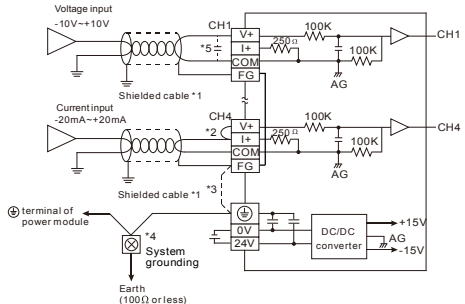 Voltage input
-10V~+10V
CH1
V+
I+
COM
FG
*5
250Ω
100K
100K
AG
CH1
Shielded cable *1
Current input
-20mA~+20mA
CH4
V+
I+
COM
FG
*2
250Ω
100K
100K
AG
CH4
Shielded cable *1
*3
terminal of
power module
*4
System
grounding
Earth
(100Ω or less)
0V
24V
DC/DC
converter
+15V
AG
-15V